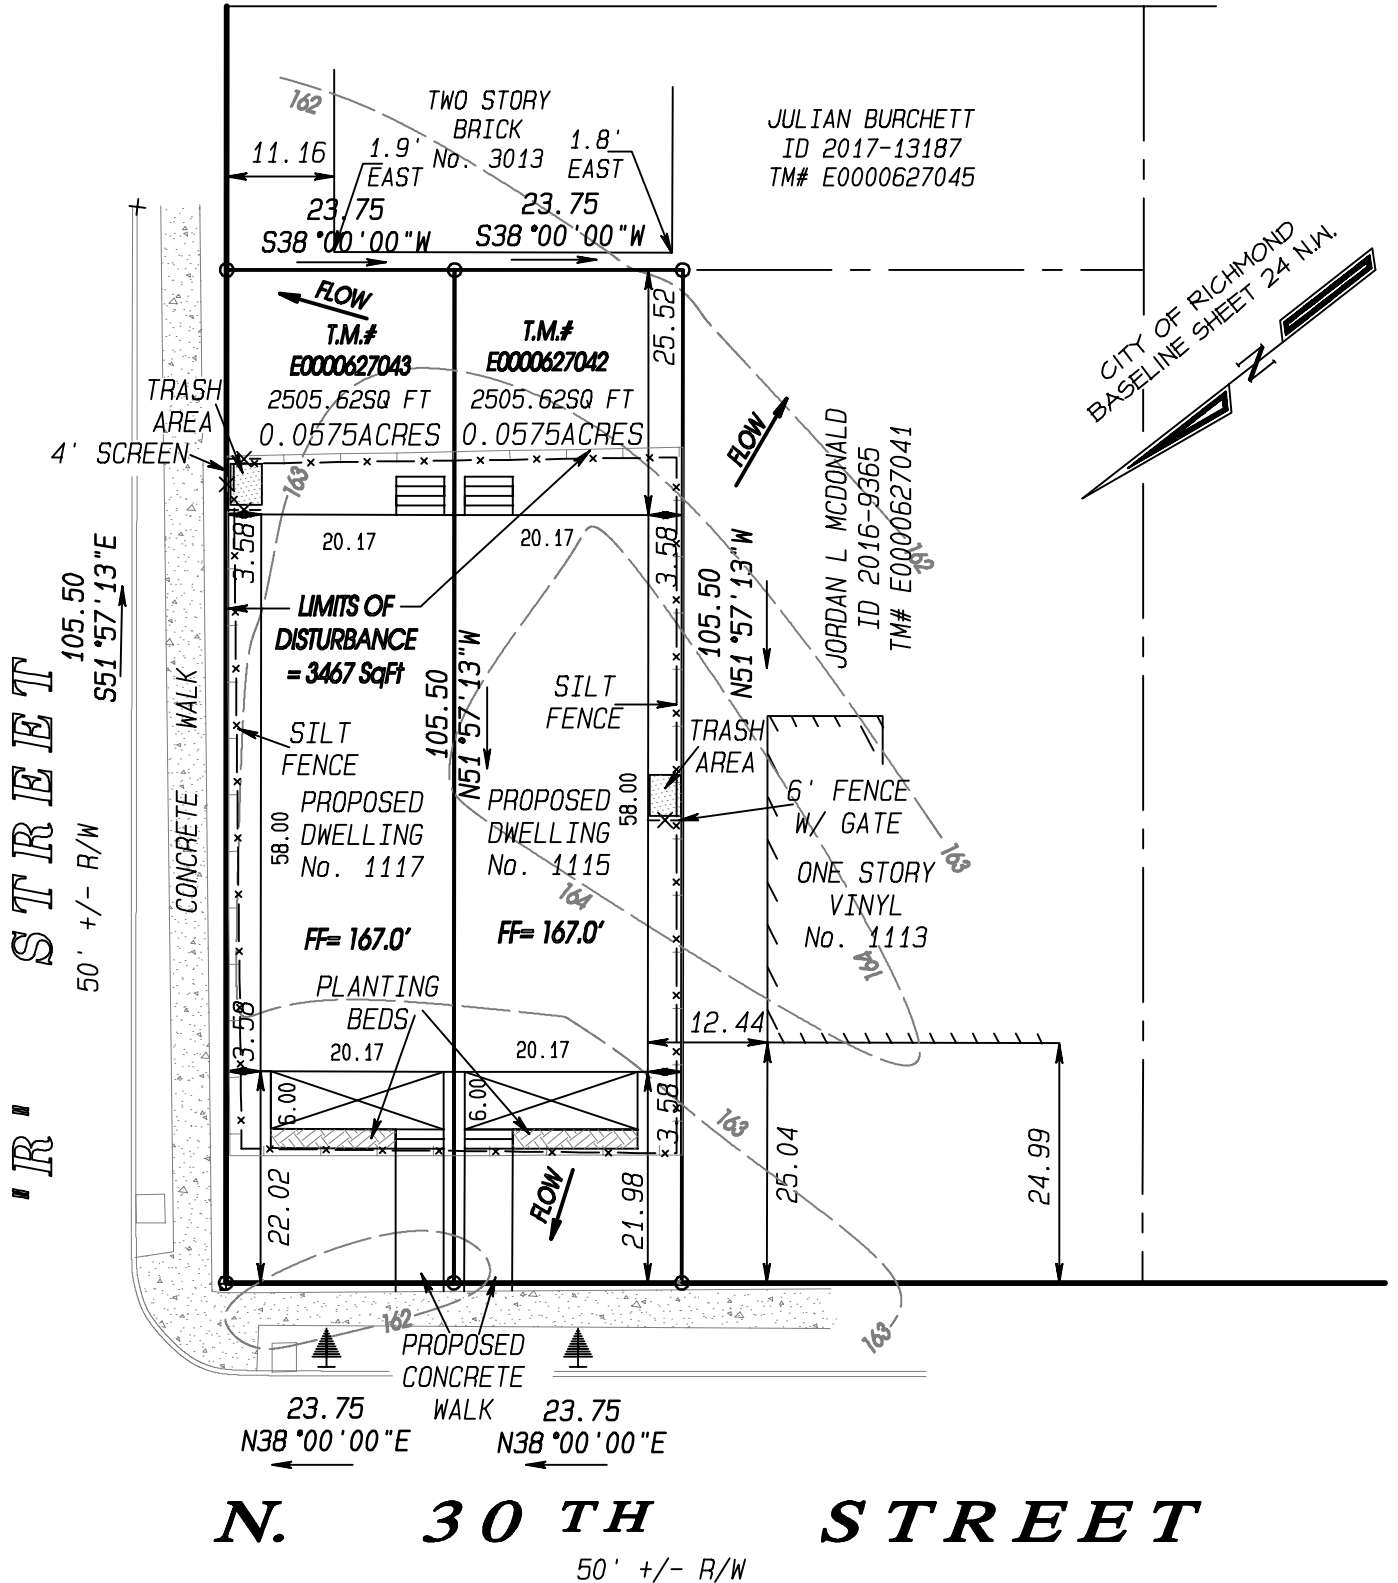 162
TWO STORY
BRICK
No. 3013
11.16
1.9'
EAST
1.8'
EAST
JULIAN BURCHETT
ID 2017-13187
TM# E0000627045
23.75
S38°00'00"W
23.75
S38°00'00"W
CITY OF RICHMOND
BASELINE SHEET 24 N.W.
N
FLOW
T.M.#
E0000627043
2505.62SQ FT
0.0575ACRES
T.M.#
E0000627042
2505.62SQ FT
0.0575ACRES
25.52
TRASH
AREA
4' SCREEN
163
FLOW
JORDAN L MCDONALD
ID 2016-9365
TM# E0000627041
162
3.58
20.17
20.17
3.58
105.50
S51°57'13"E
LIMITS OF
DISTURBANCE
= 3467 SqFt
105.50
N51°57'13"W
105.50
N51°57'13"W
SILT
FENCE
SILT
FENCE
TRASH
AREA
CONCRETE WALK
"R" STREET
50' +/- R/W
58.00
PROPOSED
DWELLING
No. 1117
PROPOSED
DWELLING
No. 1115
58.00
6' FENCE
W/ GATE
163
ONE STORY
VINYL
No. 1113
164
164
FF= 167.0'
FF= 167.0'
PLANTING
BEDS
3.58
20.17
20.17
12.44
6.00
6.00
3.58
163
22.02
FLOW
21.98
25.04
24.99
162
163
PROPOSED
CONCRETE
WALK
23.75
N38°00'00"E
23.75
N38°00'00"E
N. 30TH STREET
50' +/- R/W